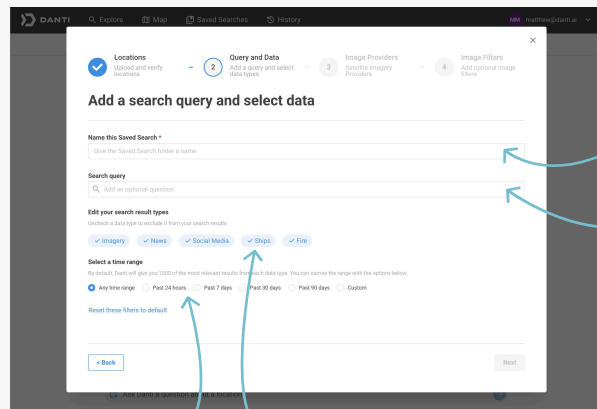 DANTI
Explore
Map
Saved Searches
History
MM matthew@danti.ai
Locations
Upload and verify
locations
2
Query and Data
Add a query and select
data types
3
Image Providers
Satellite imagery
Providers
4
Image Filters
Add optional image
filters
Add a search query and select data
Name this Saved Search *
Give the Saved Search folder a name
Search query
Add an optional question
Edit your search result types
Uncheck a data type to exclude it from your search results
Imagery
News
Social Media
Ships
Fire
Select a time range
By default, Danti will give you 1000 of the most relevant results from each data type. You can narrow the range with the options below.
Any time range
Past 24 hours
Past 7 days
Past 30 days
Past 90 days
Custom
Reset these filters to default
< Back
Next
Ask Danti a question about a location